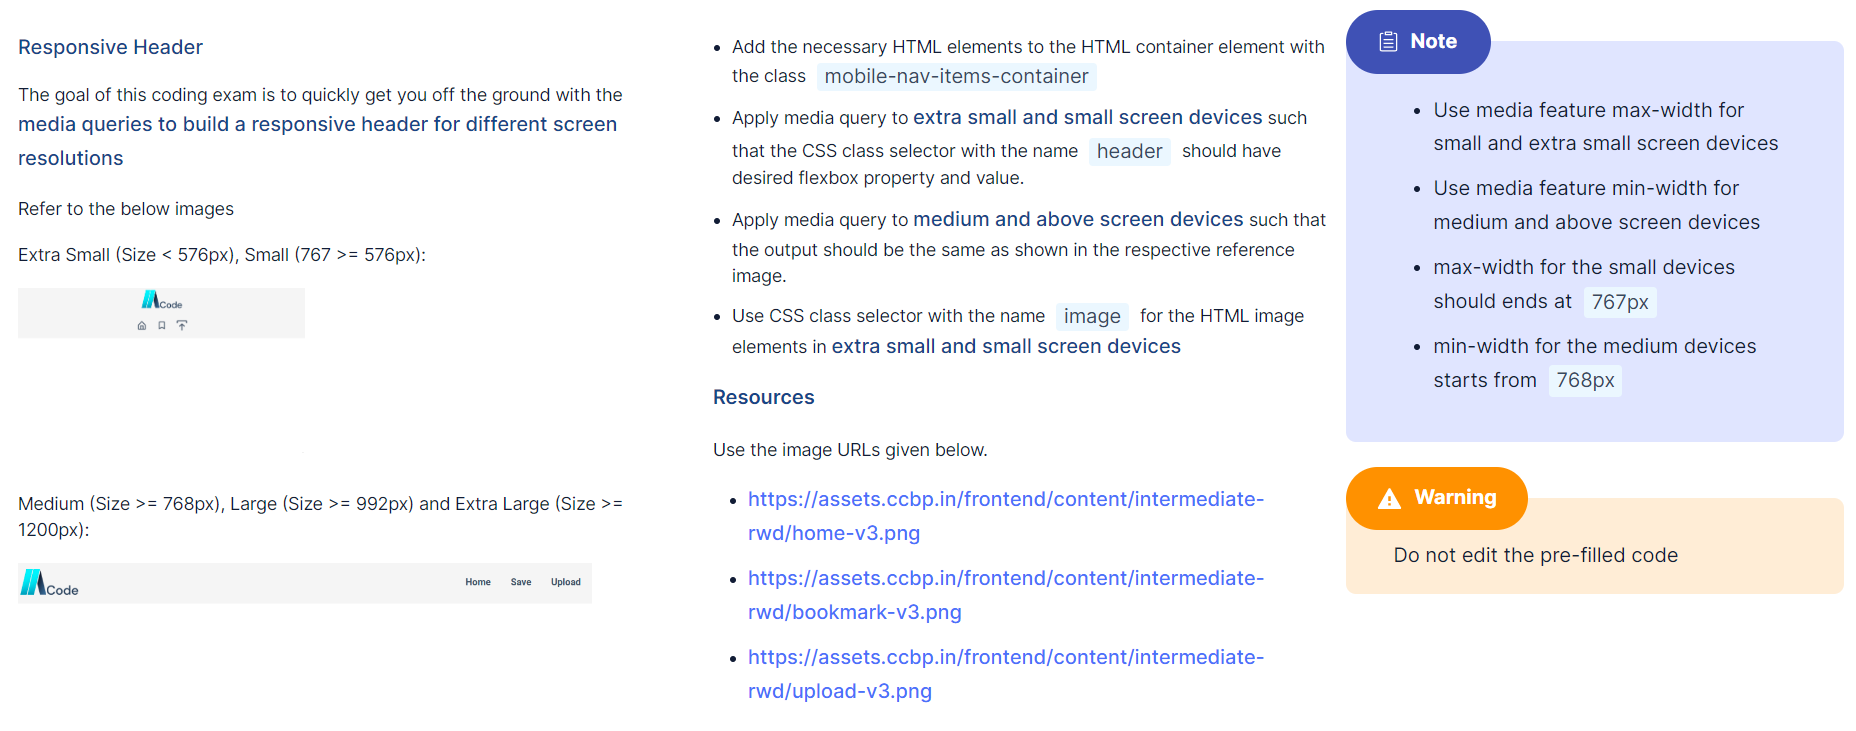 Responsive Header
The goal of this coding exam is to quickly get you off the ground with the
media queries to build a responsive header for different screen
resolutions
Refer to the below images
Extra Small (Size < 576px), Small (767 >= 576px):
Code
Medium (Size >= 768px), Large (Size >= 992px) and Extra Large (Size >=
1200px):
Code
Home Save Upload
• Add the necessary HTML elements to the HTML container element with
the class mobile-nav-items-container
• Apply media query to extra small and small screen devices such
that the CSS class selector with the name header should have
desired flexbox property and value.
• Apply media query to medium and above screen devices such that
the output should be the same as shown in the respective reference
image.
• Use CSS class selector with the name image for the HTML image
elements in extra small and small screen devices
Resources
Use the image URLs given below.
• https://assets.ccbp.in/frontend/content/intermediate-
rwd/home-v3.png
• https://assets.ccbp.in/frontend/content/intermediate-
rwd/bookmark-v3.png
• https://assets.ccbp.in/frontend/content/intermediate-
rwd/upload-v3.png
Note
• Use media feature max-width for
small and extra small screen devices
• Use media feature min-width for
medium and above screen devices
• max-width for the small devices
should ends at 767px
• min-width for the medium devices
starts from 768px
Warning
Do not edit the pre-filled code